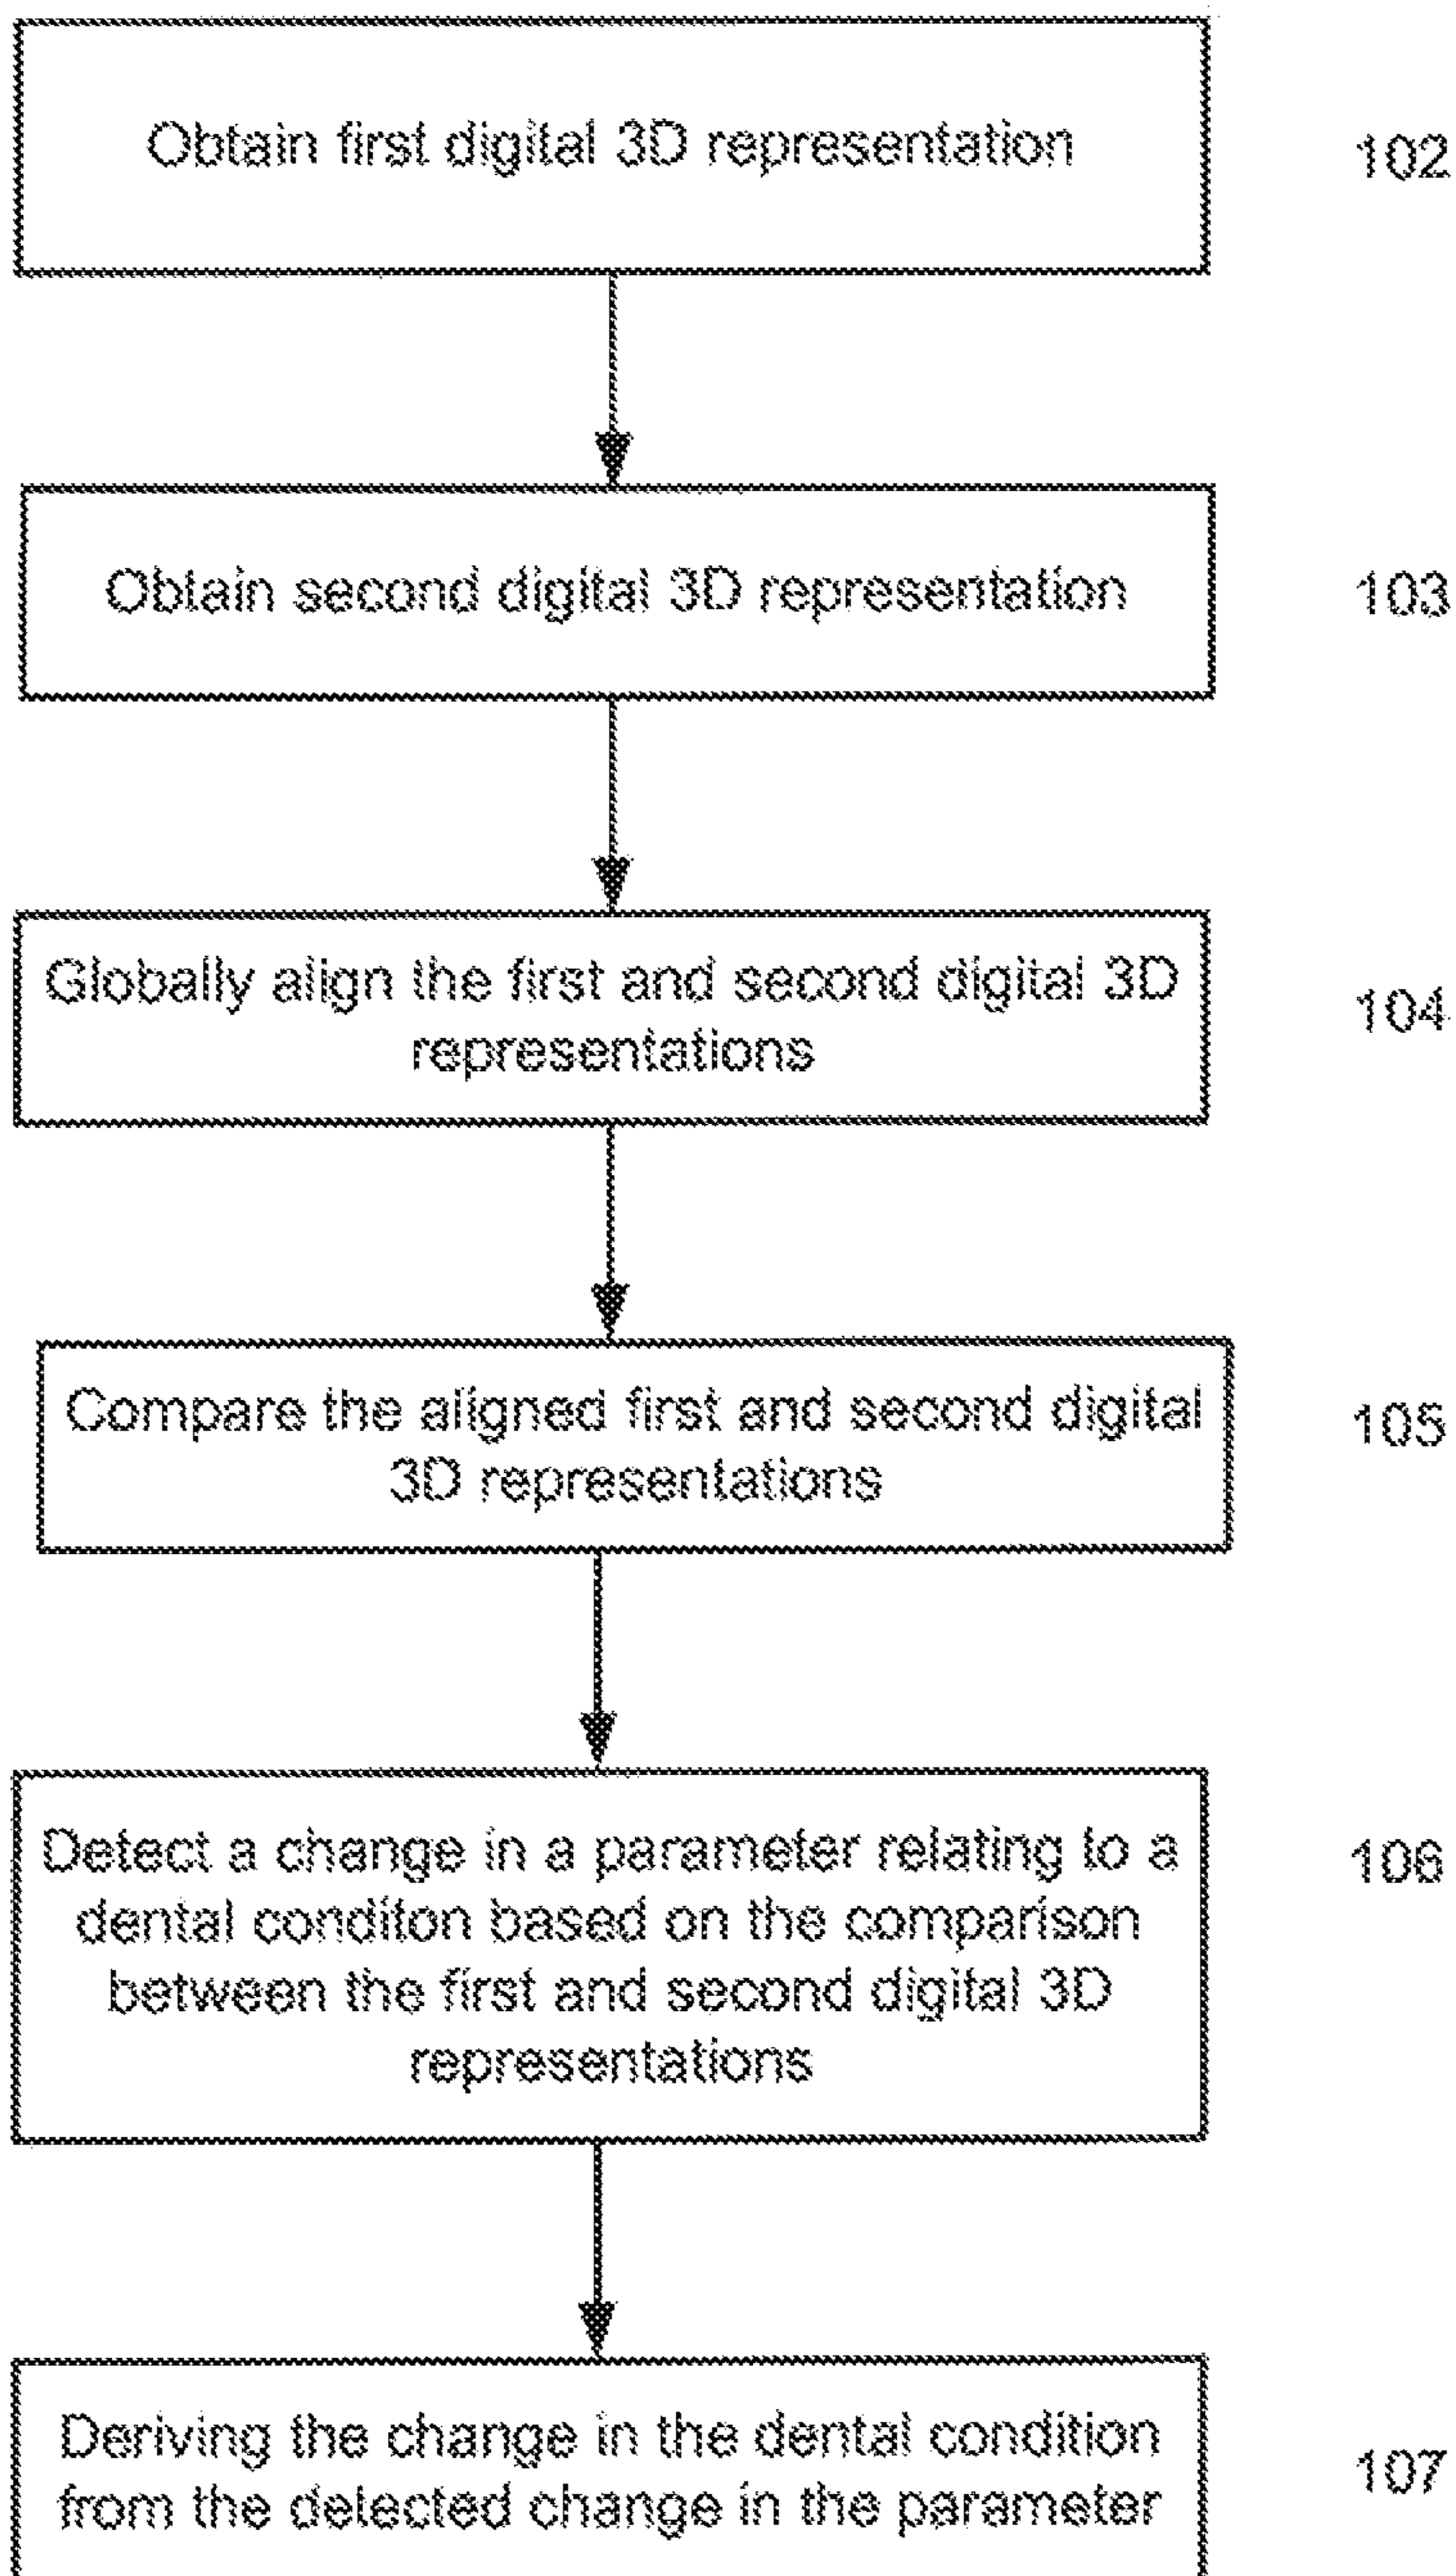 Obtain first digital 3D representation
102
Obtain second digital 3D representation
103
Globally align the first and second digital 3D
representations
104
Compare the aligned first and second digital
3D representations
105
Detect a change in a parameter relating to a
dental conditon based on the comparison
between the first and second digital 3D
representations
106
Deriving the change in the dental condition
from the detected change in the parameter
107